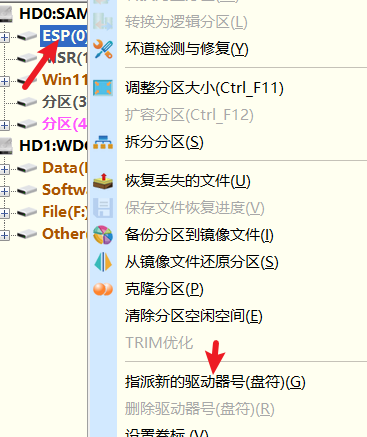 HD0:SAM
ESP(0)
MSR(1
Win11
分区(3
分区(4
HD1:WDC
Data(
Softw
File(F:
Othere
转换为逻辑分区(L)
坏道检测与修复(Y)
调整分区大小(Ctrl_F11)
扩容分区(Ctrl_F12)
拆分分区(S)
恢复丢失的文件(U)
保存文件恢复进度(V)
备份分区到镜像文件(I)
从镜像文件还原分区(S)
克隆分区(P)
清除分区空闲空间(E)
TRIM优化
指派新的驱动器号(盘符)(G)
删除驱动器号(盘符)(R)
设置卷标 (V)